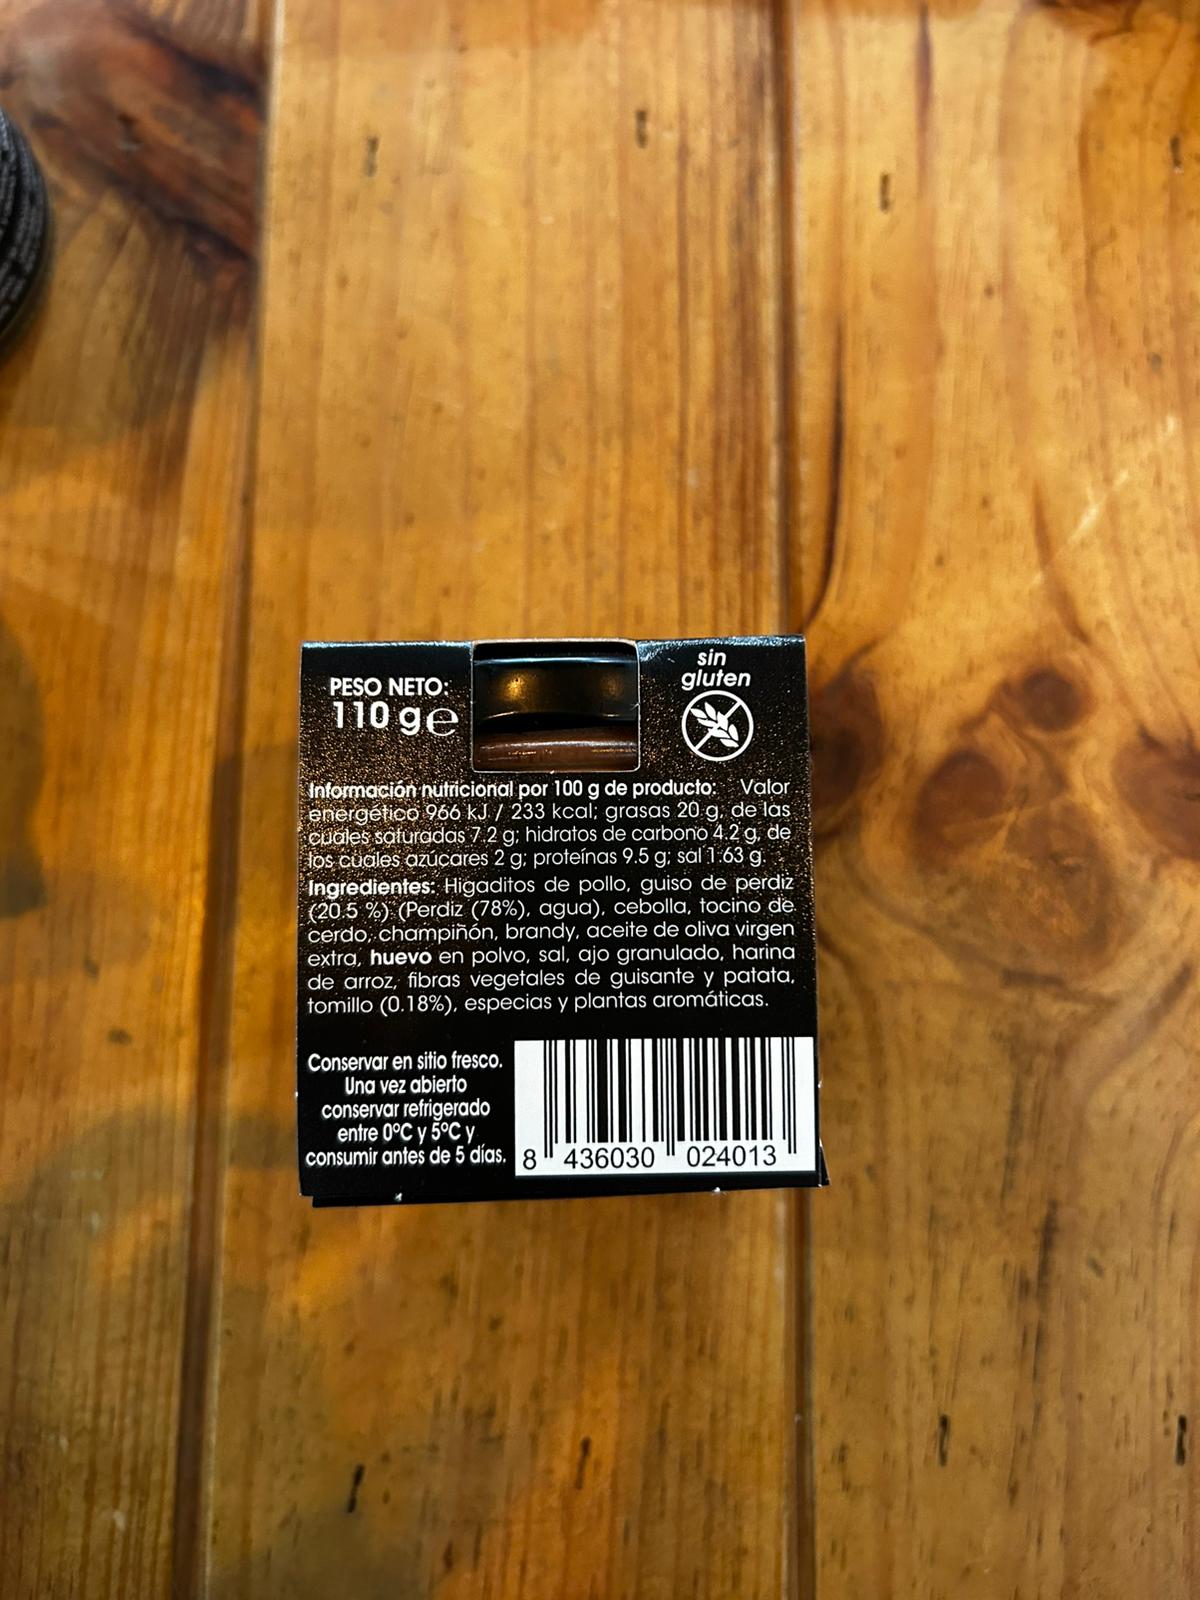 PESO NETO:
110 g e
sin
gluten
Información nutricional por 100 g de producto: Valor
energético 966 kJ / 233 kcal; grasas 20 g, de las
cuales saturadas 7.2 g; hidratos de carbono 4.2 g, de
los cuales azúcares 2 g; proteínas 9.5 g; sal 1.63 g.
Ingredientes: Higaditos de pollo, guiso de perdiz
(20.5 %) (Perdiz (78%), agua), cebolla, tocino de
cerdo, champiñón, brandy, aceite de oliva virgen
extra, huevo en polvo, sal, ajo granulado, harina
de arroz, fibras vegetales de guisante y patata,
tomillo (0.18%), especias y plantas aromáticas.
Conservar en sitio fresco.
Una vez abierto
conservar refrigerado
entre 0ºC y 5ºC y
consumir antes de 5 días.
8 436030 024013